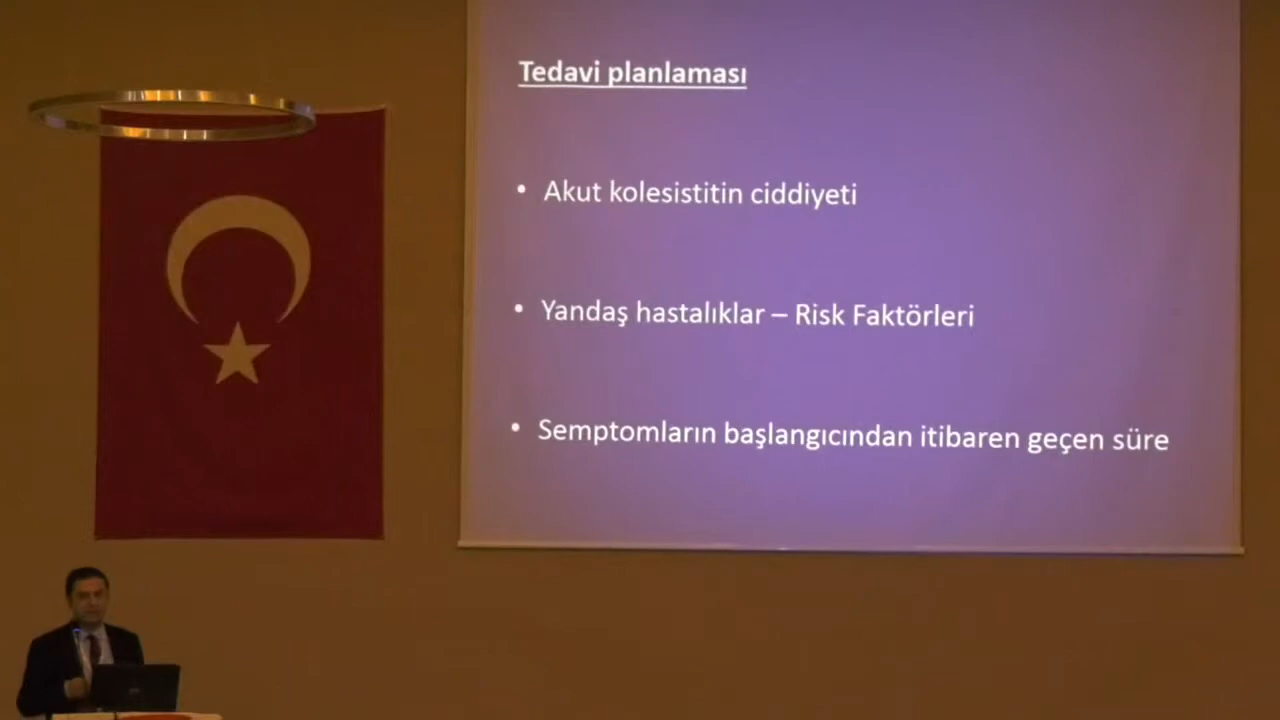 Tedavi planlaması
• Akut kolesistitin ciddiyeti
• Yandaş hastalıklar – Risk Faktörleri
• Semptomların başlangıcından itibaren geçen süre